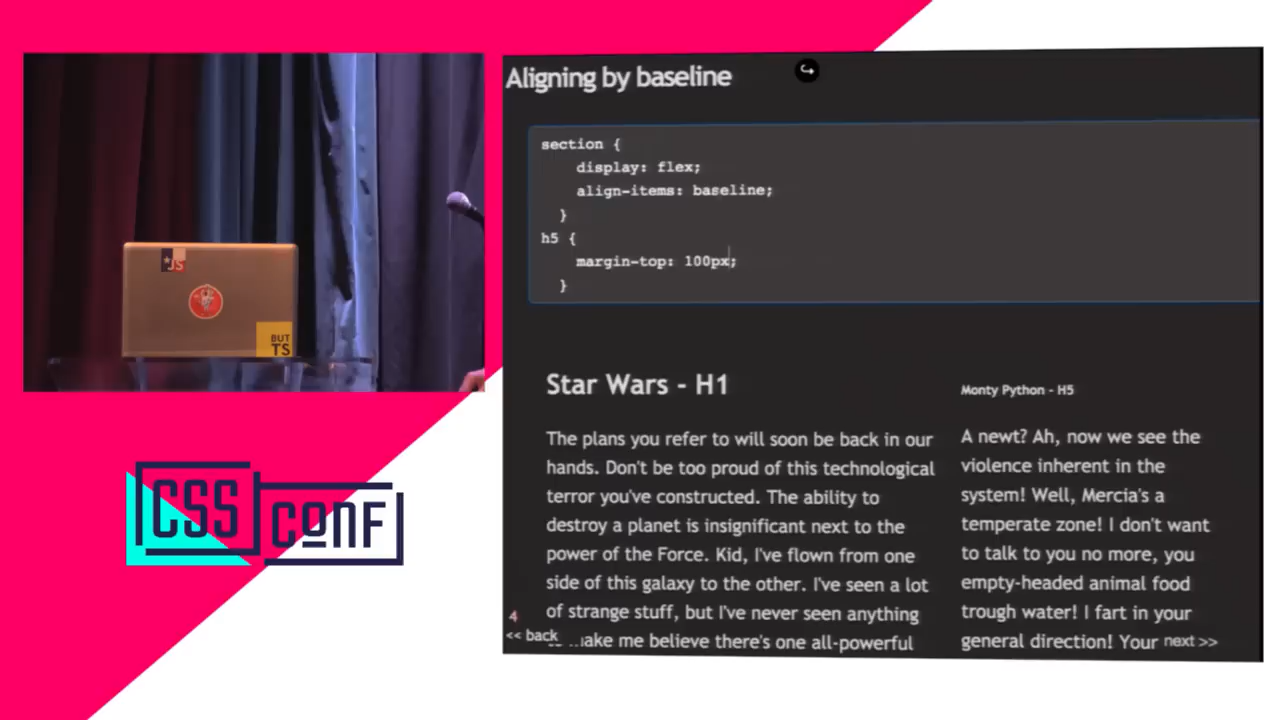 Aligning by baseline
section {
display: flex;
align-items: baseline;
}
h5 {
margin-top: 100px;
}
Star Wars - H1
The plans you refer to will soon be back in our
hands. Don't be too proud of this technological
terror you've constructed. The ability to
destroy a planet is insignificant next to the
power of the Force. Kid, I've flown from one
side of this galaxy to the other. I've seen a lot
of strange stuff, but I've never seen anything
make me believe there's one all-powerful
Monty Python - H5
A newt? Ah, now we see the
violence inherent in the
system! Well, Mercia's a
temperate zone! I don't want
to talk to you no more, you
empty-headed animal food
trough water! I fart in your
general direction! Your
4
<< back
next >>
JS
BUT
TS
CSS
CONF